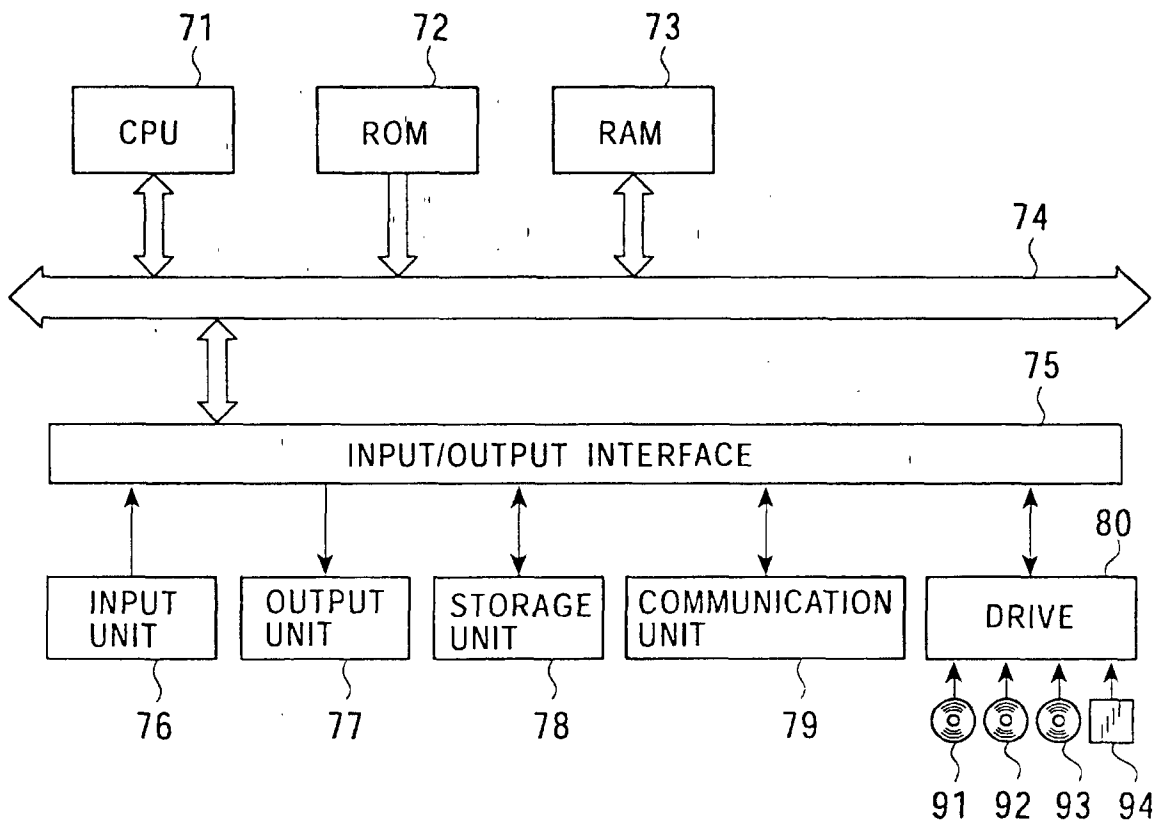 71 72 73
CPU ROM RAM
74
75
INPUT/OUTPUT INTERFACE
80
INPUT
UNIT
OUTPUT
UNIT
STORAGE
UNIT
COMMUNICATION
UNIT
DRIVE
76 77 78 79
91 92 93 94